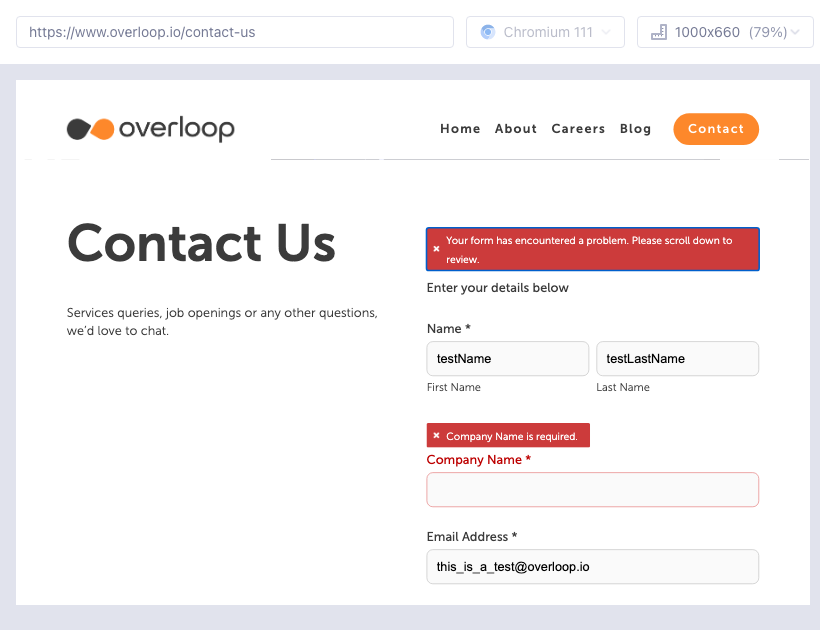 https://www.overloop.io/contact-us
Chromium 111
1000x660 (79%)
overloop
Home About Careers Blog Contact
Contact Us
Services queries, job openings or any other questions,
we'd love to chat.
Your form has encountered a problem. Please scroll down to
review.
Enter your details below
Name *
testName
testLastName
First Name
Last Name
Company Name is required.
Company Name *
Email Address *
this_is_a_test@overloop.io